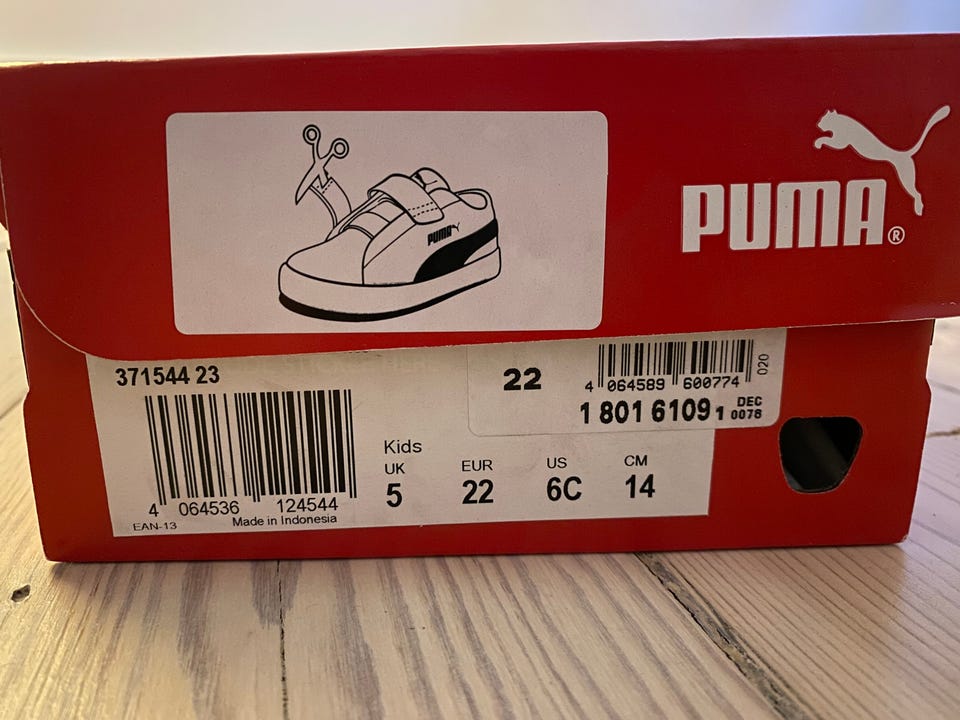 PUMA
PUMA®
371544 23
22
4 064589 600774
020
1 801 6109 1 DEC 0078
Kids
UK EUR US CM
5 22 6C 14
4 064536 124544
EAN-13 Made in Indonesia